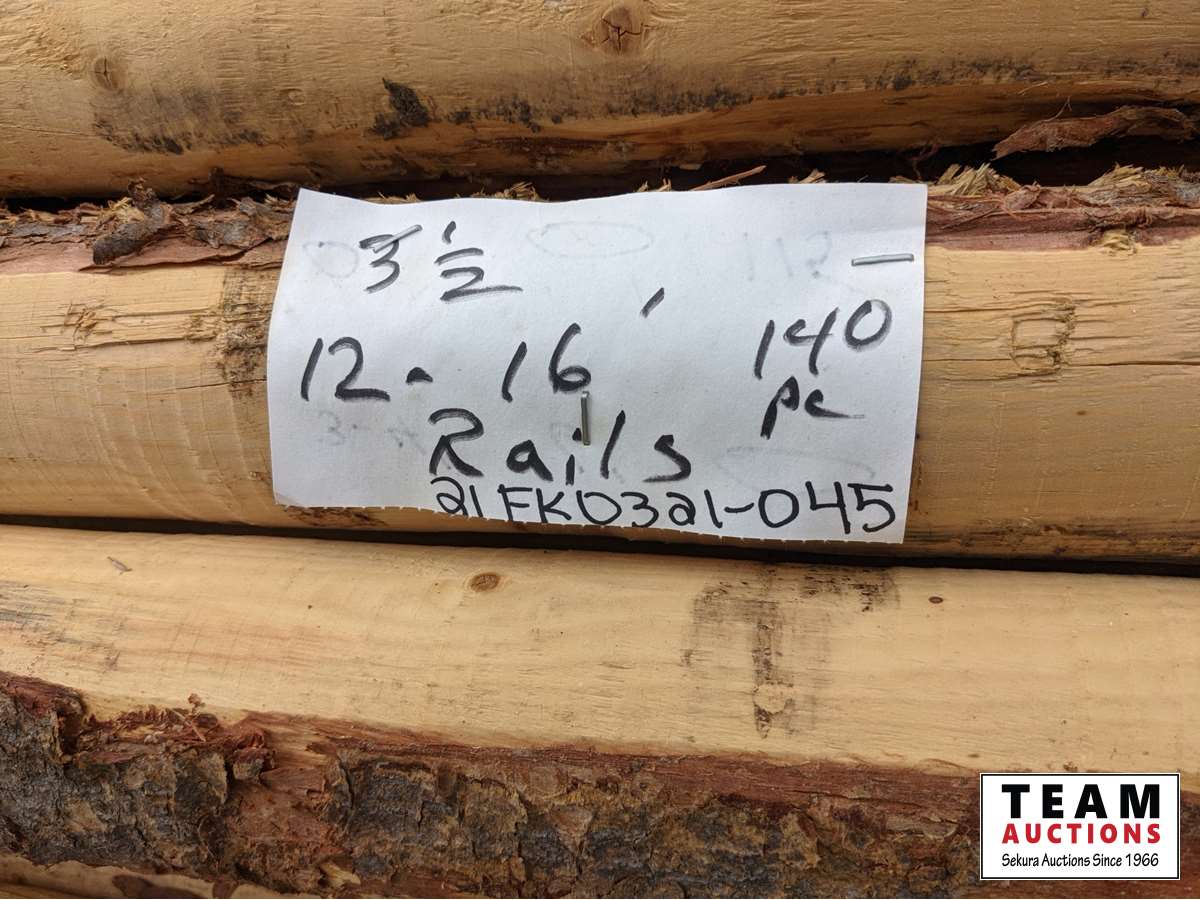 3 1/2
12 - 16'
140
pc
Rails
21FK0321-045
TEAM
AUCTIONS
Sekura Auctions Since 1966